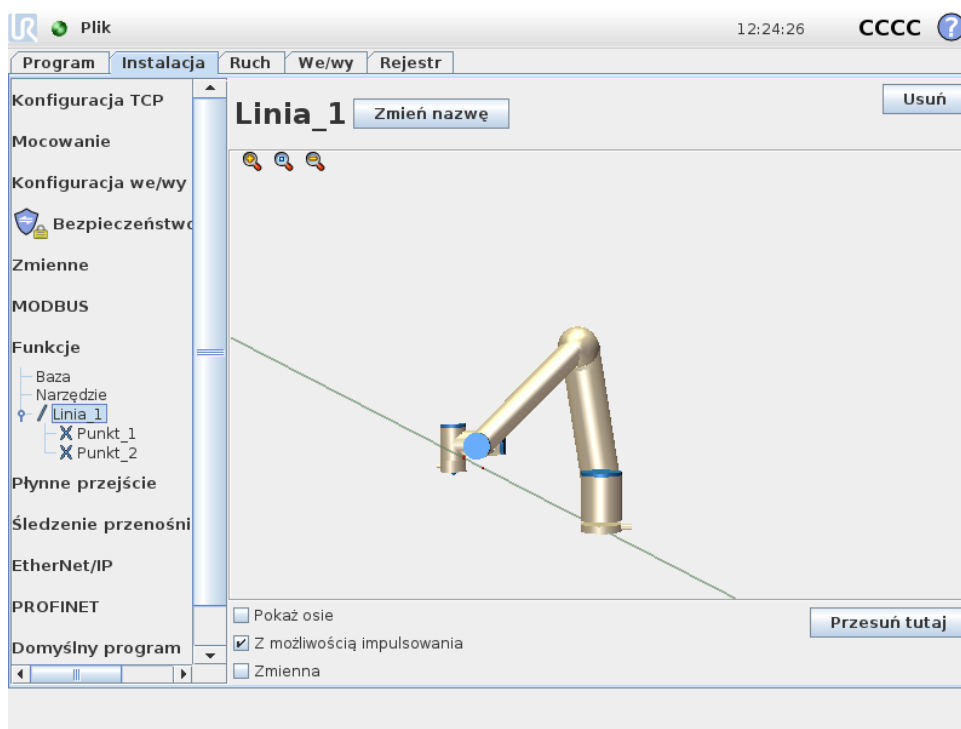 UR Plik 12:24:26 CCCC ?
Program Instalacja Ruch We/wy Rejestr
Konfiguracja TCP
Mocowanie
Konfiguracja we/wy
Bezpieczeństwo
Zmienne
MODBUS
Funkcje
Baza
Narzędzie
Linia_1
Punkt_1
Punkt_2
Płynne przejście
Śledzenie przenośni
EtherNet/IP
PROFINET
Domyślny program
Linia_1 Zmień nazwę Usuń
Pokaż osie
Z możliwością impulsowania
Zmienna
Przesuń tutaj